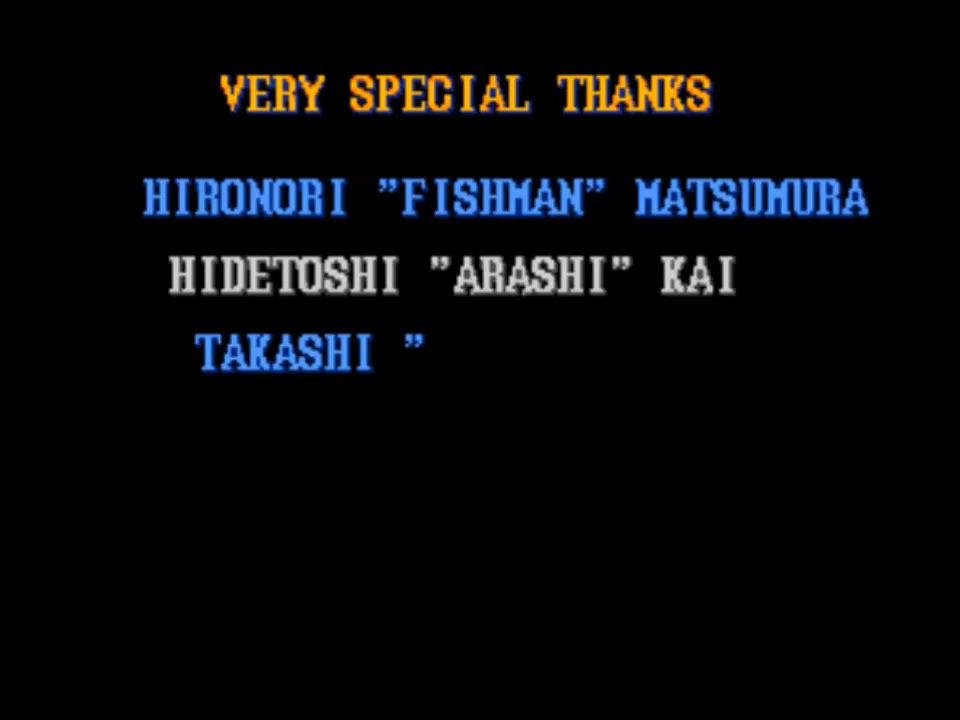 VERY SPECIAL THANKS
HIRONORI ”FISHMAN” MATSUMURA
HIDETOSHI ”ARASHI” KAI
TAKASHI ”